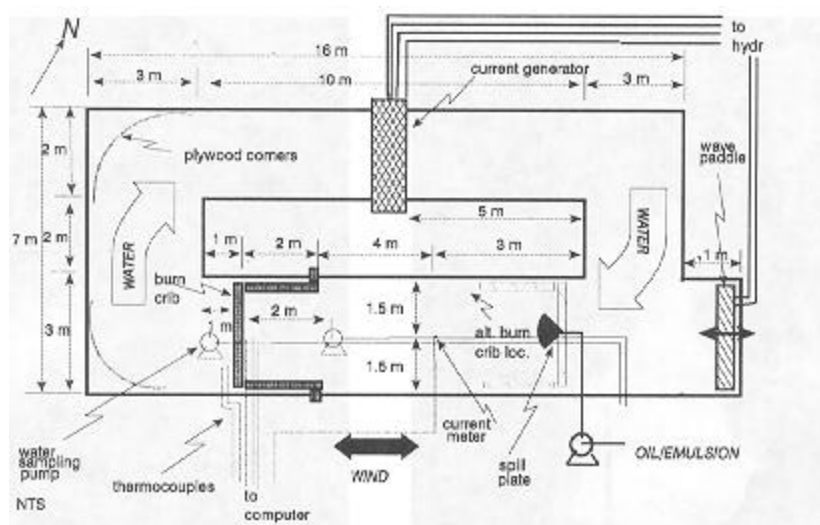 N
to
hydr
16 m
3 m
10 m
3 m
current generator
wave
paddle
2 m
plywood corners
7 m
2 m
WATER
5 m
WATER
1 m
2 m
4 m
3 m
1 m
burn
crib
3 m
2 m
1.5 m
1 m
alt. burn
crib loc.
1.5 m
water
sampling
pump
thermocouples
current
meter
spill
plate
OIL/EMULSION
WIND
NTS
to
computer